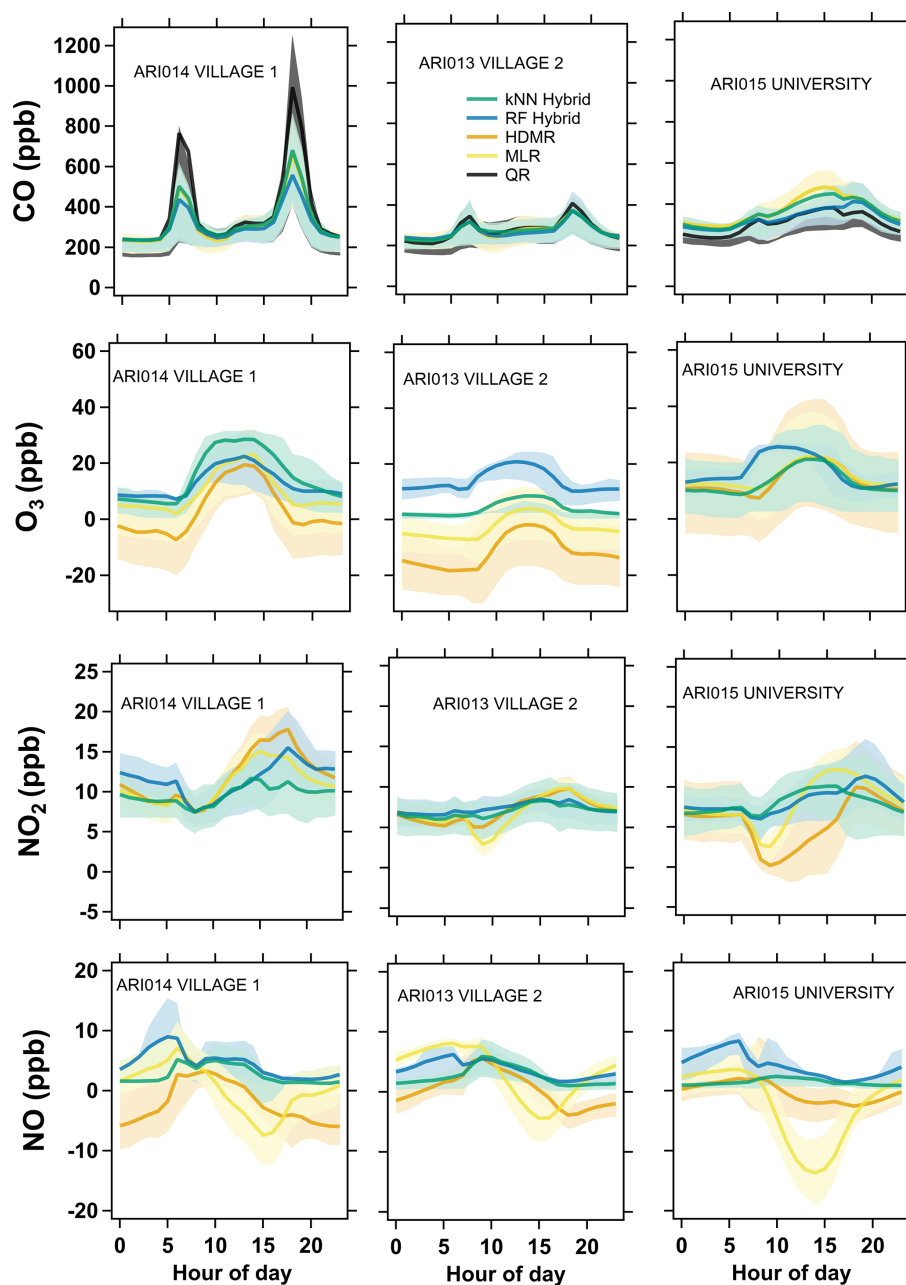 CO (ppb)
1200
1000
800
600
400
200
0
ARI014 VILLAGE 1
ARI013 VILLAGE 2
kNN Hybrid
RF Hybrid
HDMR
MLR
QR
ARI015 UNIVERSITY
O3 (ppb)
60
40
20
0
-20
ARI014 VILLAGE 1
ARI013 VILLAGE 2
ARI015 UNIVERSITY
NO2 (ppb)
25
20
15
10
5
0
-5
ARI014 VILLAGE 1
ARI013 VILLAGE 2
ARI015 UNIVERSITY
NO (ppb)
20
10
0
-10
-20
ARI014 VILLAGE 1
ARI013 VILLAGE 2
ARI015 UNIVERSITY
0 5 10 15 20
0 5 10 15 20
0 5 10 15 20
Hour of day
Hour of day
Hour of day